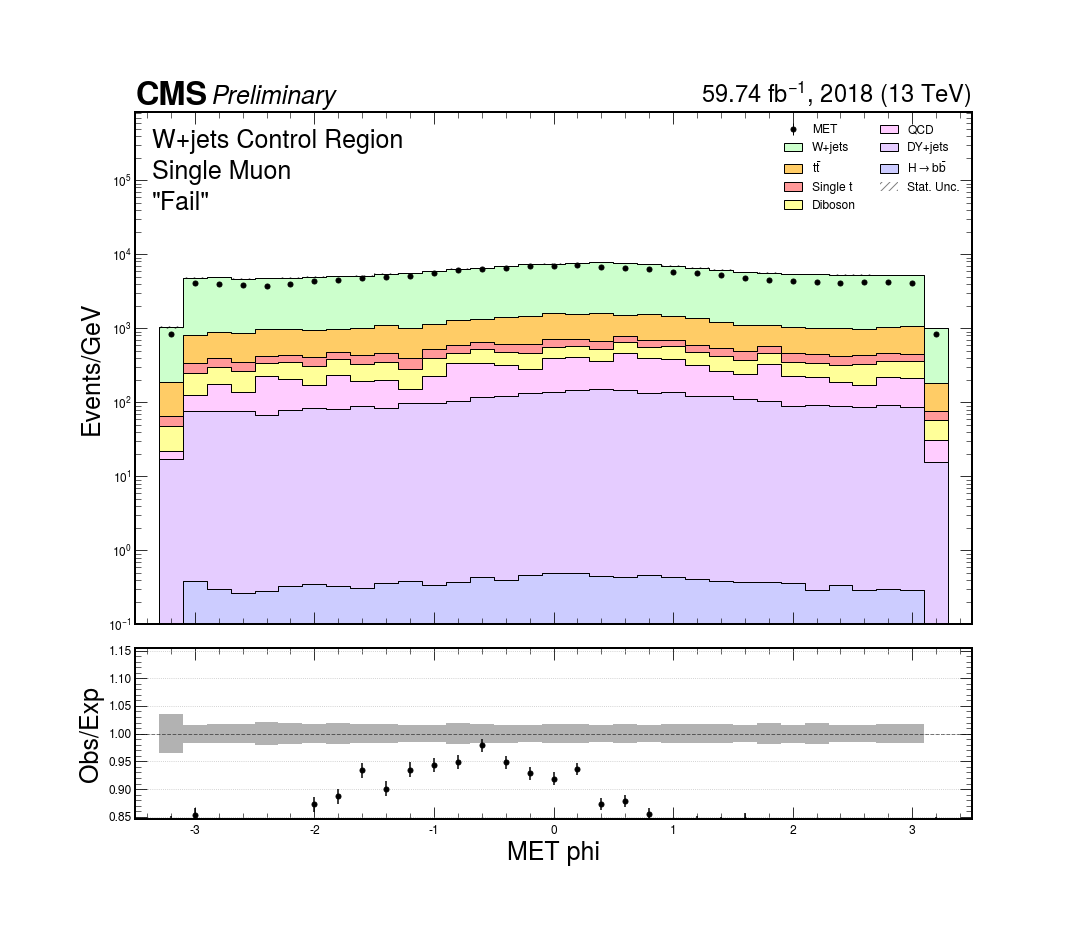 CMS Preliminary 59.74 fb⁻¹, 2018 (13 TeV)
W+jets Control Region
Single Muon
"Fail"
MET
W+jets
tt̄
Single t
Diboson
QCD
DY+jets
H→bb̄
Stat. Unc.
Events/GeV
10⁵
10⁴
10³
10²
10¹
10⁰
10⁻¹
Obs/Exp
1.15
1.10
1.05
1.00
0.95
0.90
0.85
-3 -2 -1 0 1 2 3
MET phi